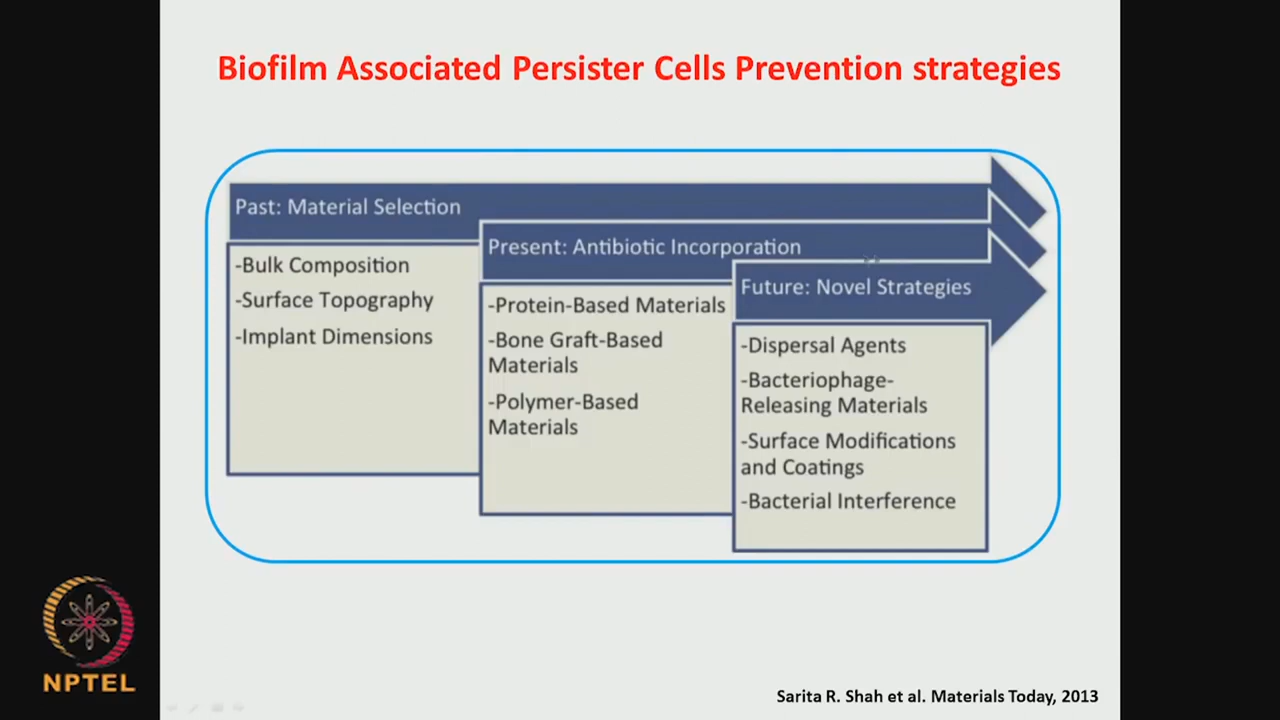 Biofilm Associated Persister Cells Prevention strategies
Past: Material Selection
-Bulk Composition
-Surface Topography
-Implant Dimensions
Present: Antibiotic Incorporation
-Protein-Based Materials
-Bone Graft-Based
Materials
-Polymer-Based
Materials
Future: Novel Strategies
-Dispersal Agents
-Bacteriophage-
Releasing Materials
-Surface Modifications
and Coatings
-Bacterial Interference
NPTEL
Sarita R. Shah et al. Materials Today, 2013